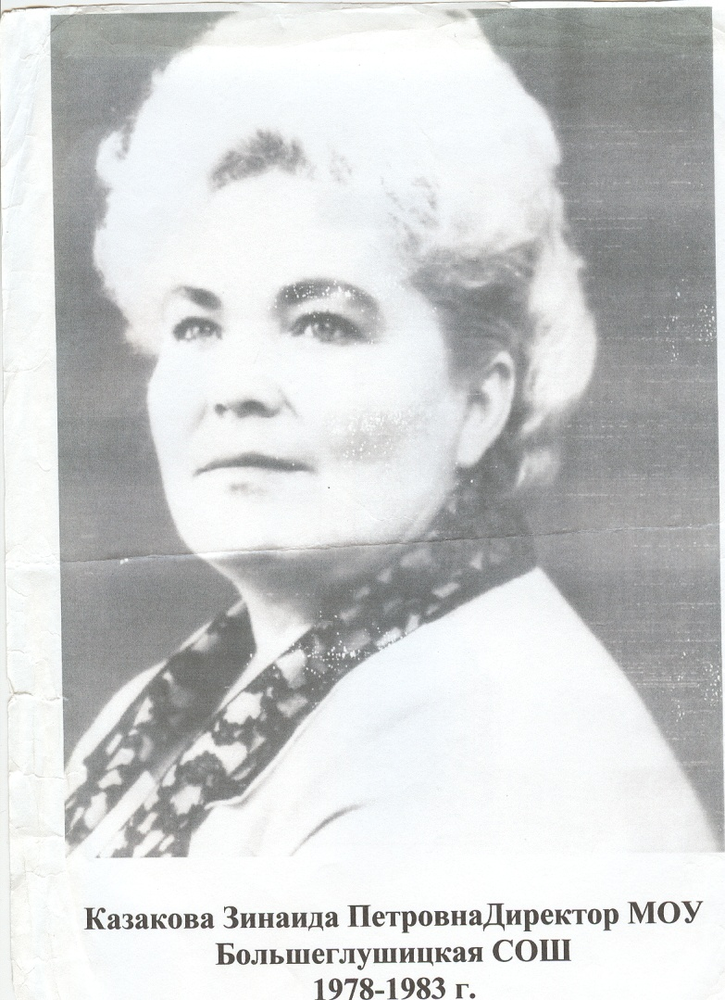 Казакова Зинаида ПетровнаДиректор МОУ
Большеглушицкая СОШ
1978-1983 г.